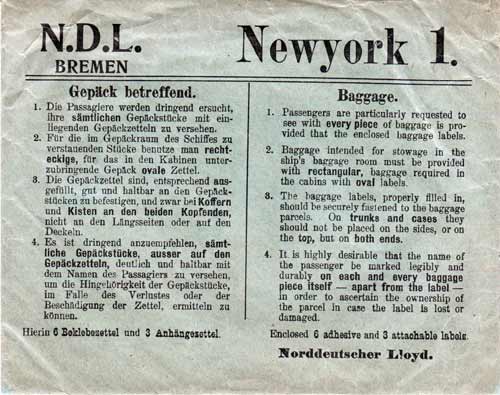 N.D.L.
BREMEN
Newyork 1.
Gepäck betreffend.
1. Die Passagiere werden dringend ersucht,
ihre sämtlichen Gepäckstücke mit ein-
liegenden Gepäckzetteln zu versehen.
2. Für die im Gepäckraum des Schiffes zu
verstauenden Stücke benutze man recht-
eckige, für das in den Kabinen unter-
zubringende Gepäck ovale Zettel.
3. Die Gepäckzettel sind, entsprechend aus-
gefüllt, gut und haltbar an den Gepäck-
stücken zu befestigen, und zwar bei Koffern
und Kisten an den beiden Kopfenden,
nicht an den Längsseiten oder auf den
Deckeln.
4. Es ist dringend anzuempfehlen, sämt-
liche Gepäckstücke, ausser auf den
Gepäckzetteln, deutlich und haltbar mit
dem Namen des Passagiers zu versehen,
um die Hingehörigkeit der Gepäckstücke,
im Falle des Verlustes oder der
Beschädigung der Zettel, ermitteln zu
können.
Hierin 6 Beklebezettel und 3 Anhängezettel.
Baggage.
1. Passengers are particularly requested to
see with every piece of baggage is pro-
vided that the enclosed baggage labels.
2. Baggage intended for stowage in the
ship's baggage room must be provided
with rectangular, baggage required in
the cabins with oval labels.
3. The baggage labels, properly filled in,
should be securely fastened to the baggage
parcels. On trunks and cases they
should not be placed on the sides, or on
the top, but on both ends.
4. It is highly desirable that the name of
the passenger be marked legibly and
durably on each and every baggage
piece itself — apart from the label —
in order to ascertain the ownership of
the parcel in case the label is lost or
damaged.
Enclosed 6 adhesive and 3 attachable labels.
Norddeutscher Lloyd.